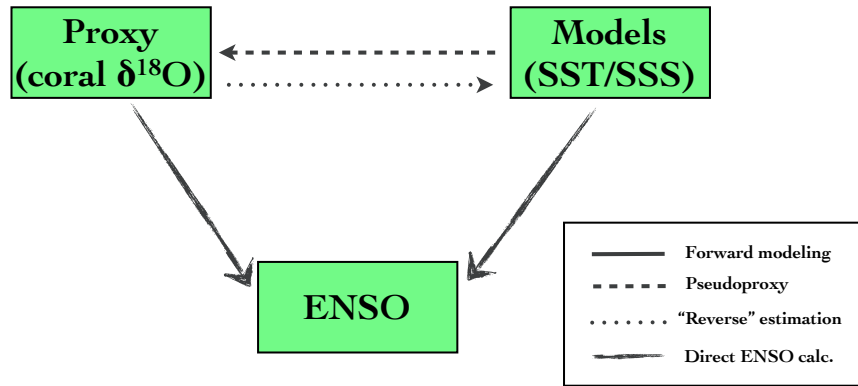 Proxy
(coral δ¹⁸O)
Models
(SST/SSS)
ENSO
Forward modeling
Pseudoproxy
“Reverse” estimation
Direct ENSO calc.